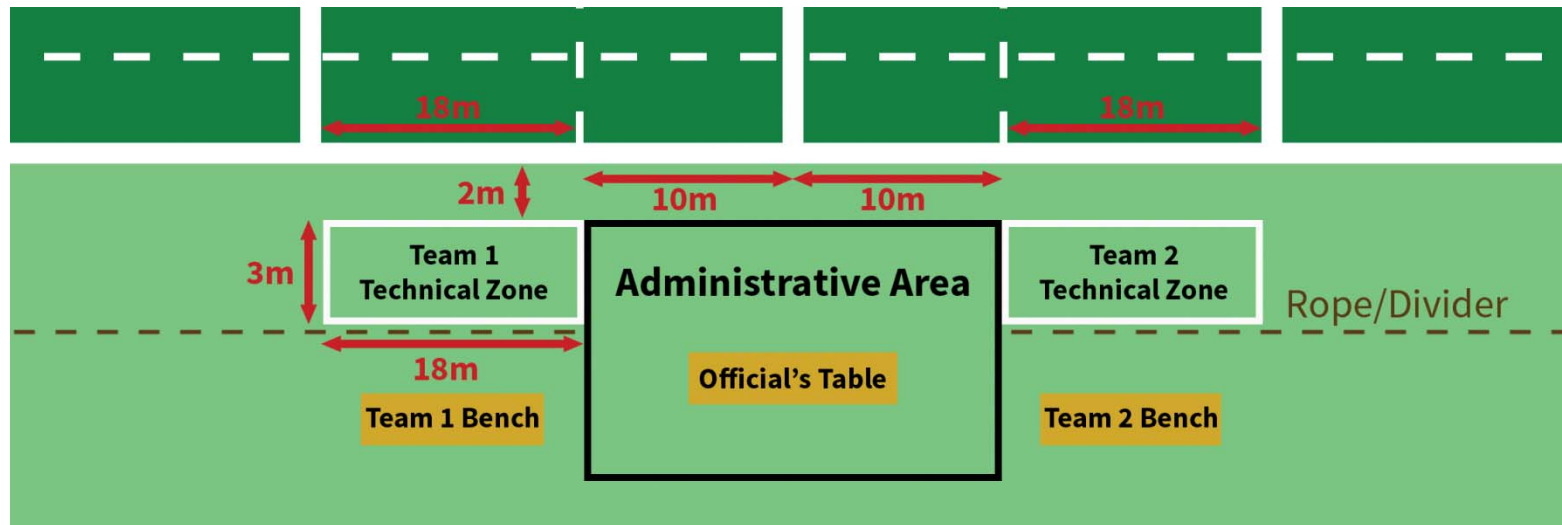 18m
18m
2m
10m
10m
3m
Team 1
Technical Zone
Administrative Area
Team 2
Technical Zone
Rope/Divider
18m
Official’s Table
Team 1 Bench
Team 2 Bench